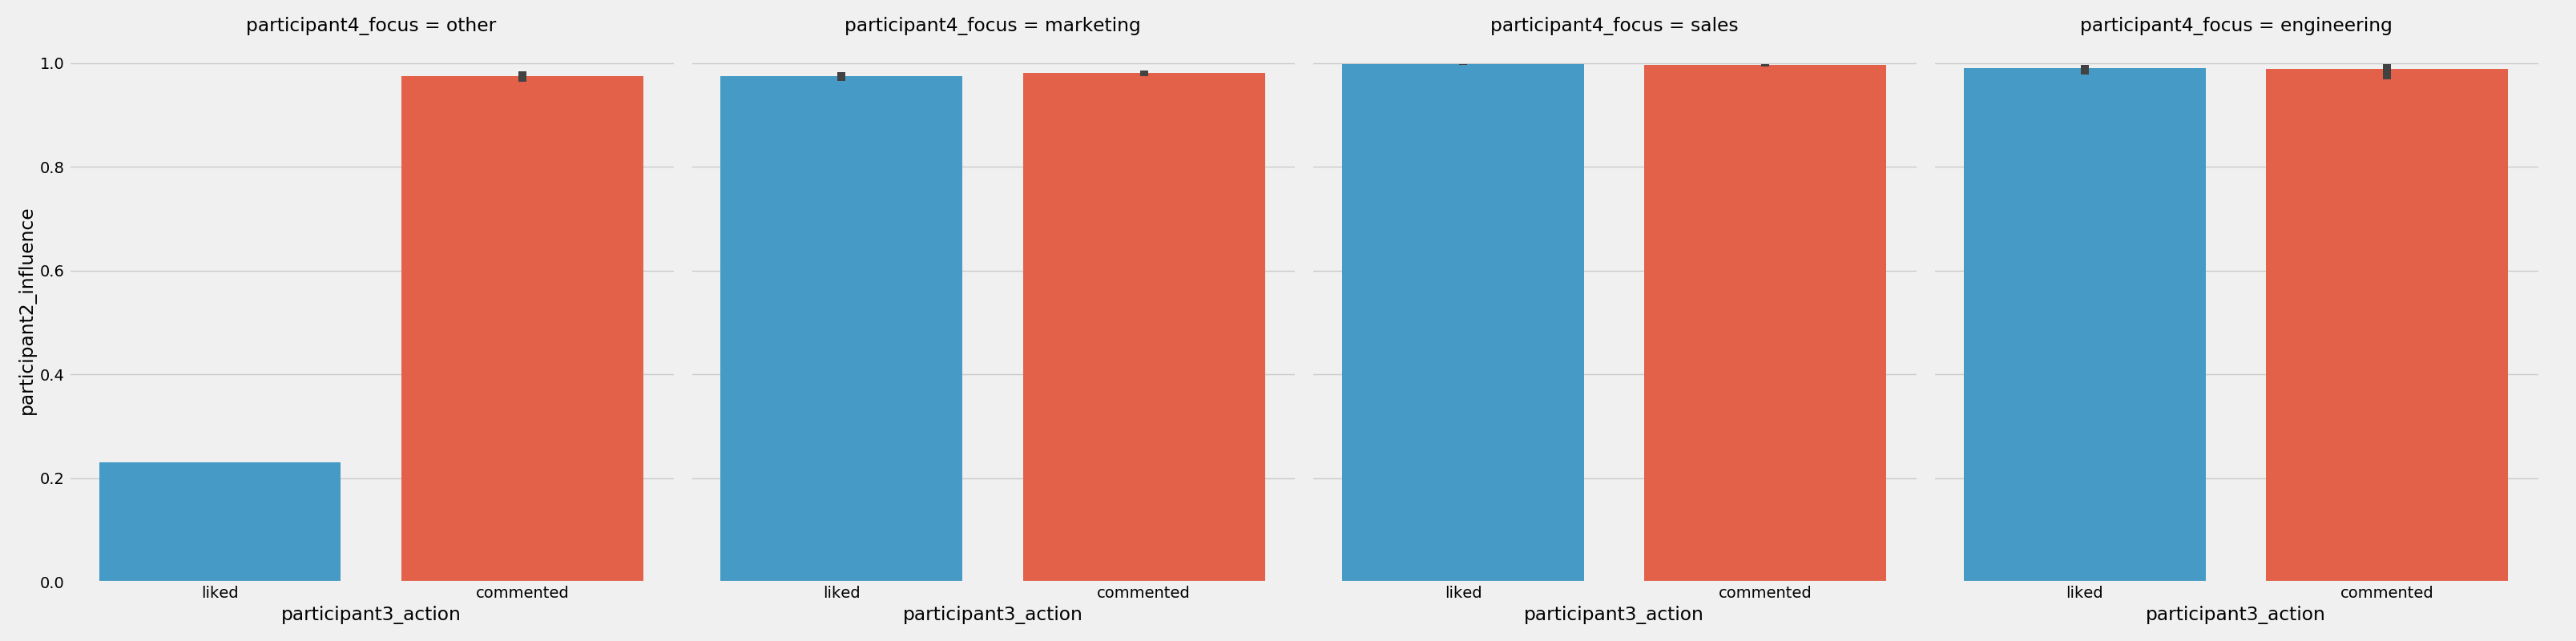 participant4_focus = other
participant4_focus = marketing
participant4_focus = sales
participant4_focus = engineering
participant2_influence
1.0
0.8
0.6
0.4
0.2
0.0
liked commented liked commented liked commented liked commented
participant3_action participant3_action participant3_action participant3_action